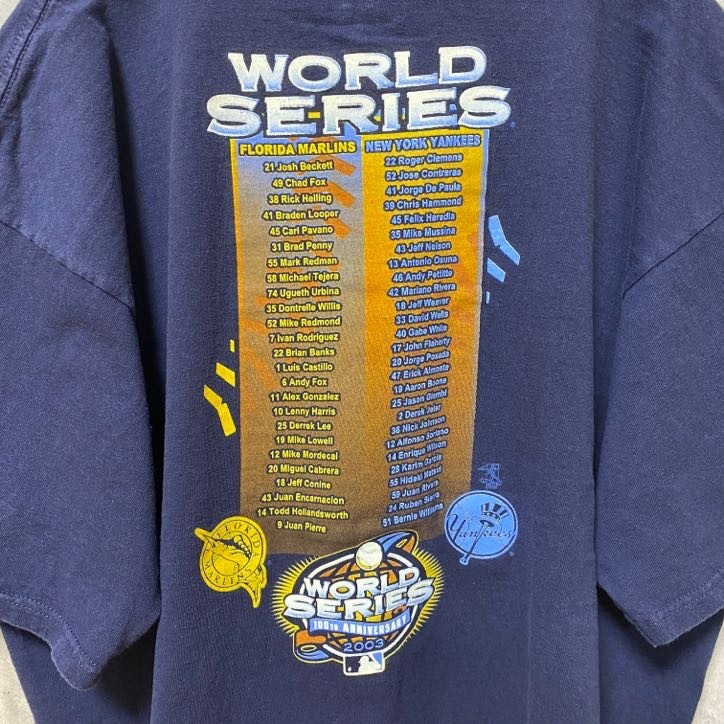 WORLD
SERIES
FLORIDA MARLINS
21 Josh Beckett
49 Chad Fox
38 Rick Helling
41 Braden Looper
45 Carl Pavano
31 Brad Penny
55 Mark Redman
58 Michael Tejera
74 Ugueth Urbina
35 Dontrelle Willis
52 Mike Redmond
7 Ivan Rodriguez
22 Brian Banks
1 Luis Castillo
6 Andy Fox
11 Alex Gonzalez
10 Lenny Harris
25 Derrek Lee
19 Mike Lowell
12 Mike Mordecai
20 Miguel Cabrera
18 Jeff Conine
43 Juan Encarnacion
14 Todd Hollandsworth
9 Juan Pierre
NEW YORK YANKEES
22 Roger Clemens
52 Jose Contreras
41 Jorge De Paula
39 Chris Hammond
45 Felix Heredia
35 Mike Mussina
43 Jeff Nelson
13 Antonio Osuna
46 Andy Pettitte
42 Mariano Rivera
18 Jeff Weaver
33 David Wells
40 Gabe White
17 John Flaherty
20 Jorge Posada
47 Erick Almonte
19 Aaron Boone
25 Jason Giambi
2 Derek Jeter
36 Nick Johnson
12 Alfonso Soriano
14 Enrique Wilson
28 Karim Garcia
55 Hideki Matsui
59 Juan Rivera
24 Ruben Sierra
51 Bernie Williams
FLORIDA
MARLINS
Yankees
WORLD
SERIES
100TH ANNIVERSARY
2003